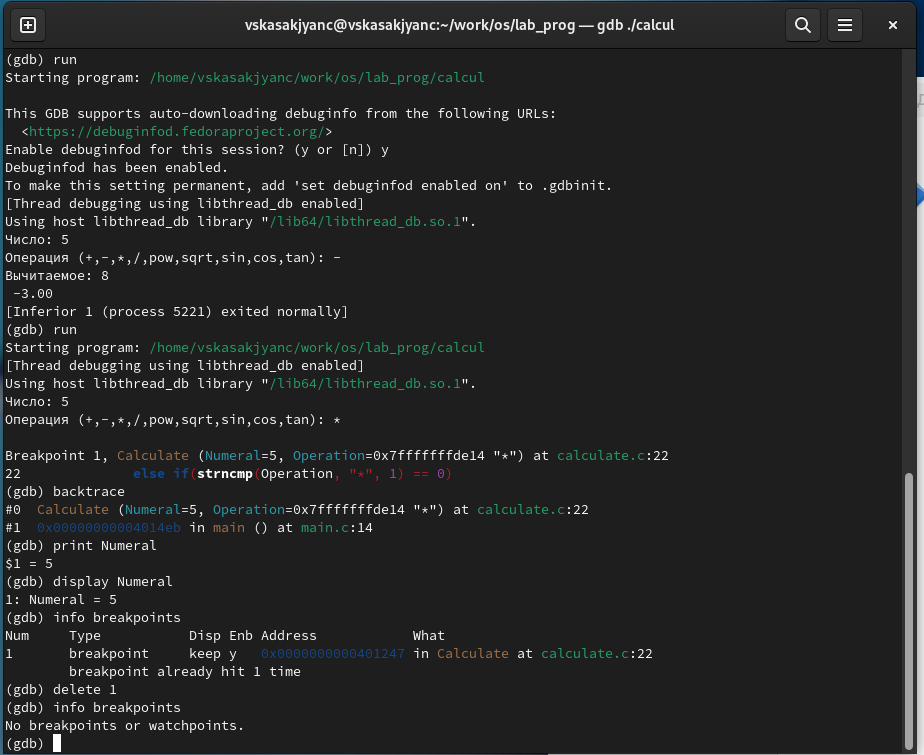 vskasakjyanc@vskasakjyanc:~/work/os/lab_prog — gdb ./calcul
(gdb) run
Starting program: /home/vskasakjyanc/work/os/lab_prog/calcul

This GDB supports auto-downloading debuginfo from the following URLs:
  <https://debuginfod.fedoraproject.org/>
Enable debuginfod for this session? (y or [n]) y
Debuginfod has been enabled.
To make this setting permanent, add 'set debuginfod enabled on' to .gdbinit.
[Thread debugging using libthread_db enabled]
Using host libthread_db library "/lib64/libthread_db.so.1".
Число: 5
Операция (+,-,*,/,pow,sqrt,sin,cos,tan): -
Вычитаемое: 8
 -3.00
[Inferior 1 (process 5221) exited normally]
(gdb) run
Starting program: /home/vskasakjyanc/work/os/lab_prog/calcul
[Thread debugging using libthread_db enabled]
Using host libthread_db library "/lib64/libthread_db.so.1".
Число: 5
Операция (+,-,*,/,pow,sqrt,sin,cos,tan): *

Breakpoint 1, Calculate (Numeral=5, Operation=0x7fffffffde14 "*") at calculate.c:22
22              else if(strncmp(Operation, "*", 1) == 0)
(gdb) backtrace
#0  Calculate (Numeral=5, Operation=0x7fffffffde14 "*") at calculate.c:22
#1  0x00000000004014eb in main () at main.c:14
(gdb) print Numeral
$1 = 5
(gdb) display Numeral
1: Numeral = 5
(gdb) info breakpoints
Num     Type           Disp Enb Address            What
1       breakpoint     keep y   0x0000000000401247 in Calculate at calculate.c:22
        breakpoint already hit 1 time
(gdb) delete 1
(gdb) info breakpoints
No breakpoints or watchpoints.
(gdb)